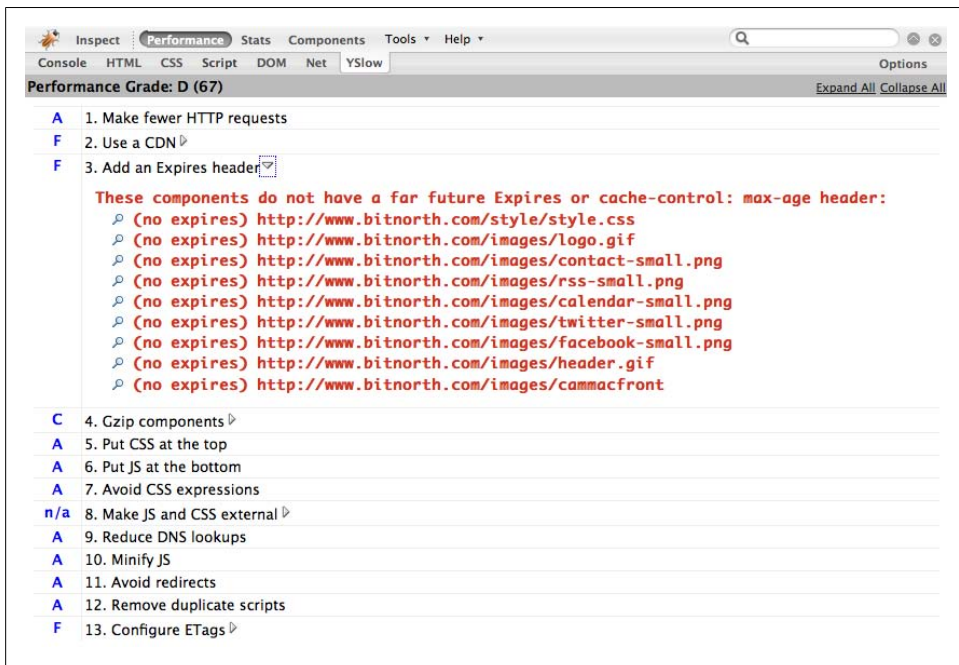 Inspect Performance Stats Components Tools Help
Console HTML CSS Script DOM Net YSlow Options
Performance Grade: D (67) Expand All Collapse All
A 1. Make fewer HTTP requests
F 2. Use a CDN
F 3. Add an Expires header
These components do not have a far future Expires or cache-control: max-age header:
(no expires) http://www.bitnorth.com/style/style.css
(no expires) http://www.bitnorth.com/images/logo.gif
(no expires) http://www.bitnorth.com/images/contact-small.png
(no expires) http://www.bitnorth.com/images/rss-small.png
(no expires) http://www.bitnorth.com/images/calendar-small.png
(no expires) http://www.bitnorth.com/images/twitter-small.png
(no expires) http://www.bitnorth.com/images/facebook-small.png
(no expires) http://www.bitnorth.com/images/header.gif
(no expires) http://www.bitnorth.com/images/cammacfront
C 4. Gzip components
A 5. Put CSS at the top
A 6. Put JS at the bottom
A 7. Avoid CSS expressions
n/a 8. Make JS and CSS external
A 9. Reduce DNS lookups
A 10. Minify JS
A 11. Avoid redirects
A 12. Remove duplicate scripts
F 13. Configure ETags